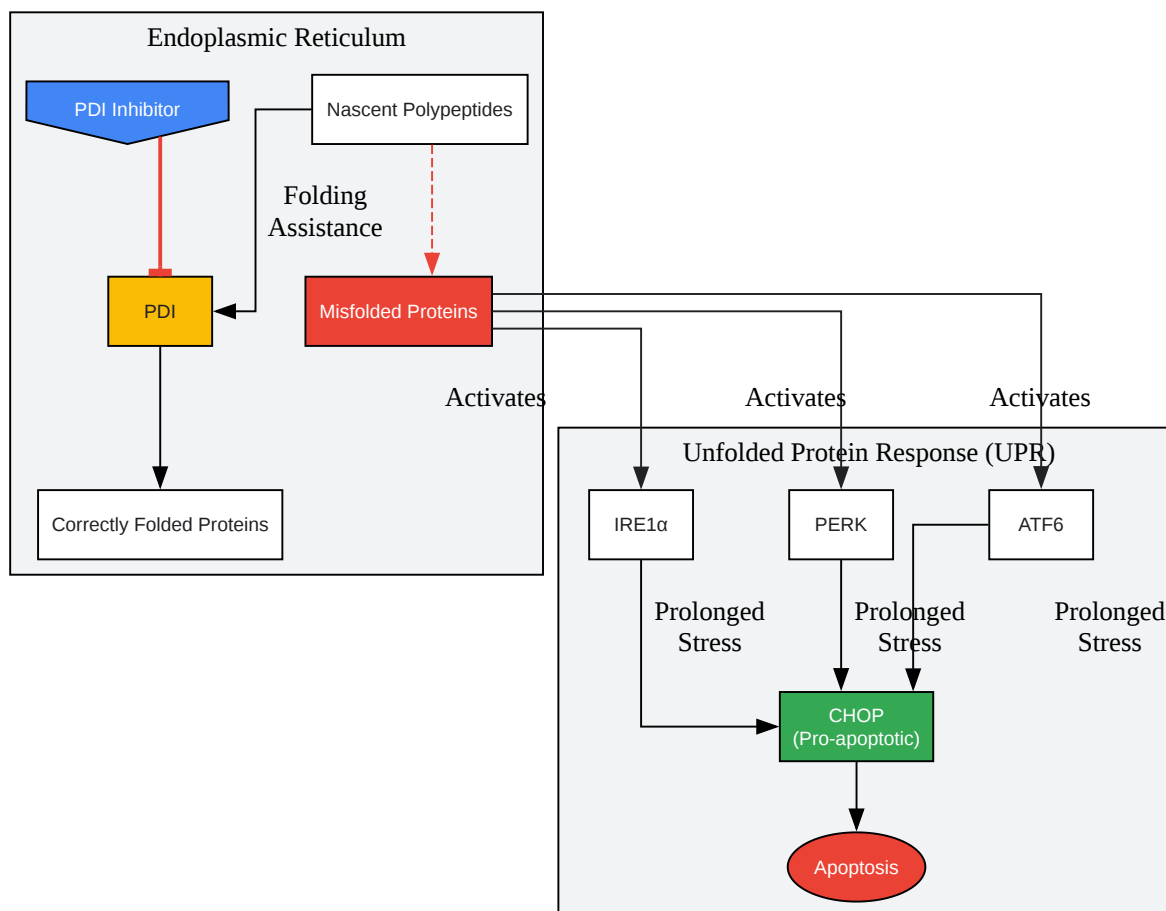 Endoplasmic Reticulum
PDI Inhibitor
Nascent Polypeptides
Folding
Assistance
PDI
Misfolded Proteins
Activates
Activates
Activates
Unfolded Protein Response (UPR)
Correctly Folded Proteins
IRE1α
PERK
ATF6
Prolonged
Stress
Prolonged
Stress
Prolonged
Stress
CHOP
(Pro-apoptotic)
Apoptosis